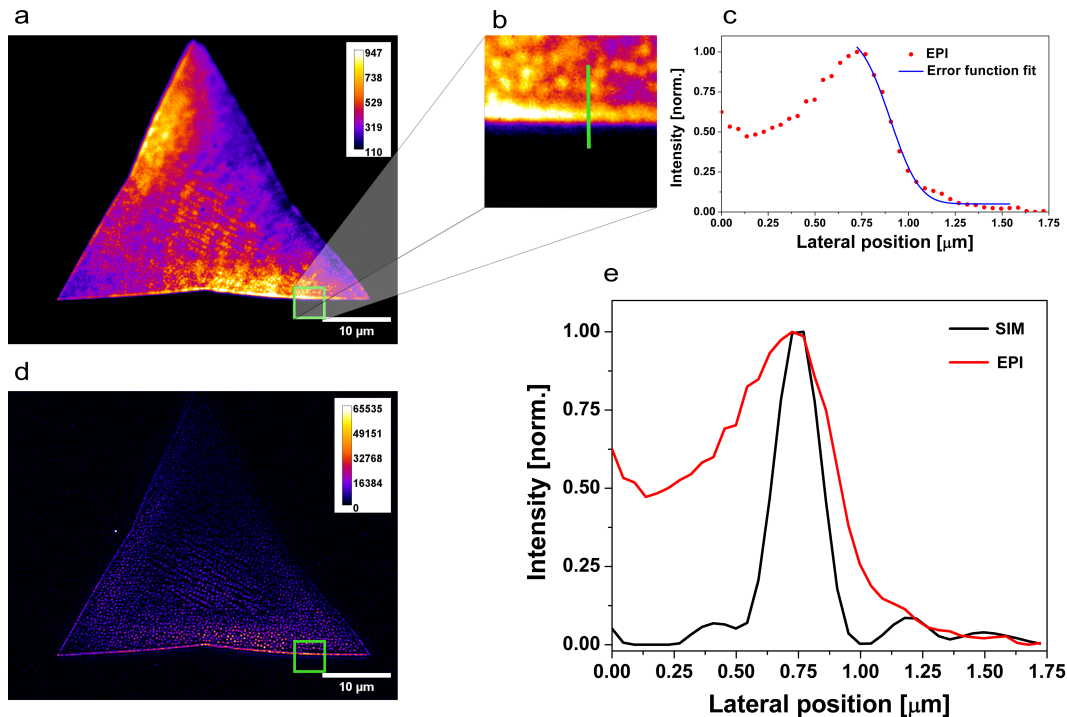 a
947
738
529
319
110
10 µm
b
c
EPI
Error function fit
Intensity [norm.]
1.00
0.75
0.50
0.25
0.00
0.00 0.25 0.50 0.75 1.00 1.25 1.50 1.75
Lateral position [µm]
d
65535
49151
32768
16384
0
10 µm
e
SIM
EPI
Intensity [norm.]
1.00
0.75
0.50
0.25
0.00
0.00 0.25 0.50 0.75 1.00 1.25 1.50 1.75
Lateral position [µm]